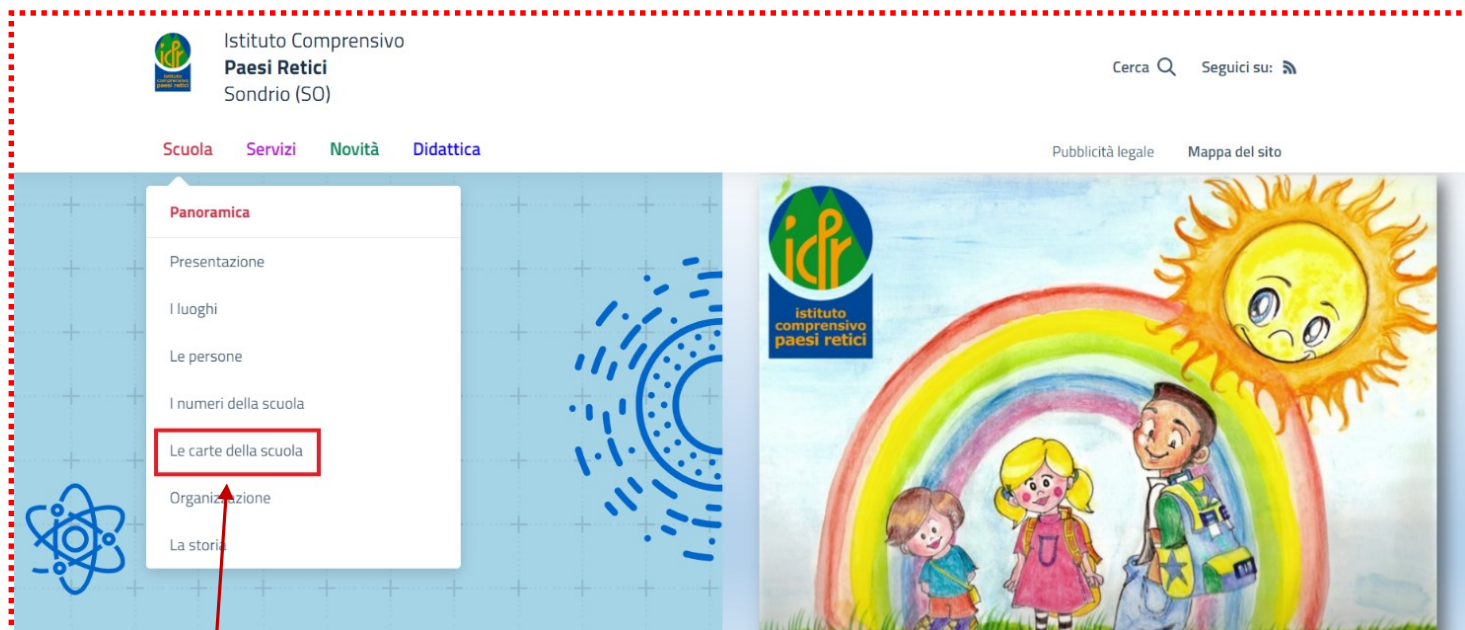 Istituto Comprensivo
Paesi Retici
Sondrio (SO)
icpr
istituto
comprensivo
paesi retici
Cerca
Seguici su:
Scuola Servizi Novità Didattica
Pubblicità legale Mappa del sito
Panoramica
Presentazione
I luoghi
Le persone
I numeri della scuola
Le carte della scuola
Organizzazione
La storia
icpr
istituto
comprensivo
paesi retici